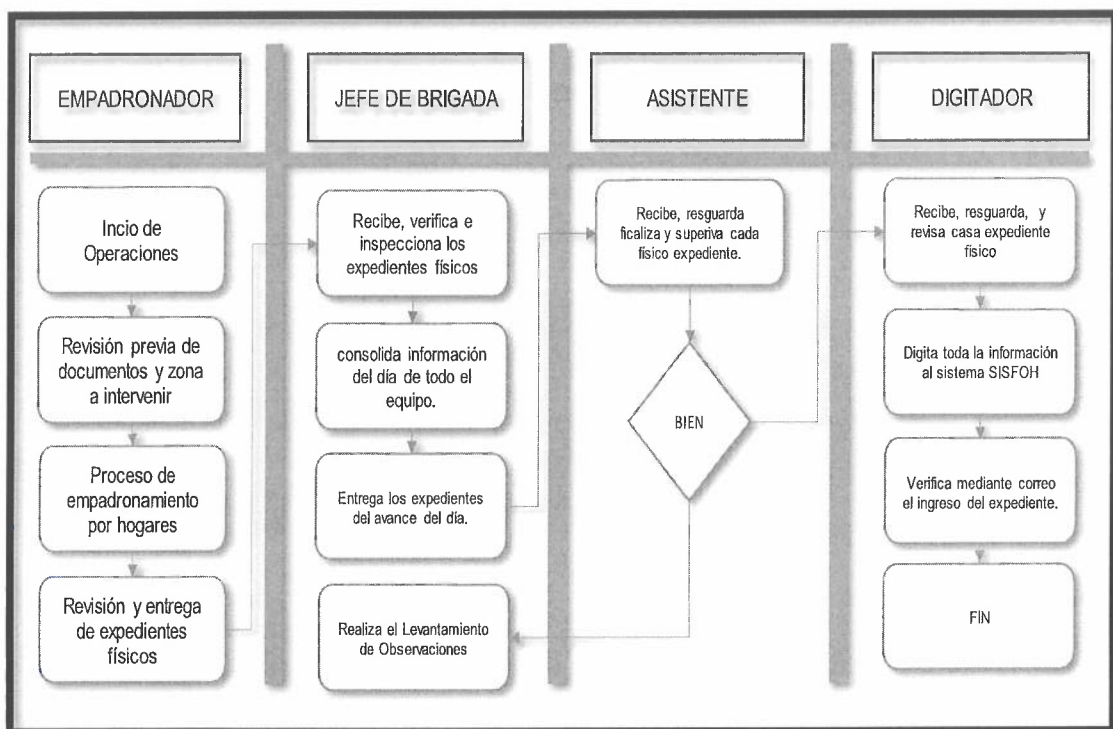 EMPADRONADOR
JEFE DE BRIGADA
ASISTENTE
DIGITADOR
Incio de
Operaciones
Revisión previa de
documentos y zona
a intervenir
Proceso de
empadronamiento
por hogares
Revisión y entrega
de expedientes
físicos
Recibe, verifica e
inspecciona los
expedientes físicos
consolida información
del día de todo el
equipo.
Entrega los expedientes
del avance del día.
Realiza el Levantamiento
de Observaciones
Recibe, resguarda
ficaliza y superiva cada
físico expediente.
BIEN
Recibe, resguarda, y
revisa casa expediente
físico
Digita toda la información
al sistema SISFOH
Verifica mediante correo
el ingreso del expediente.
FIN